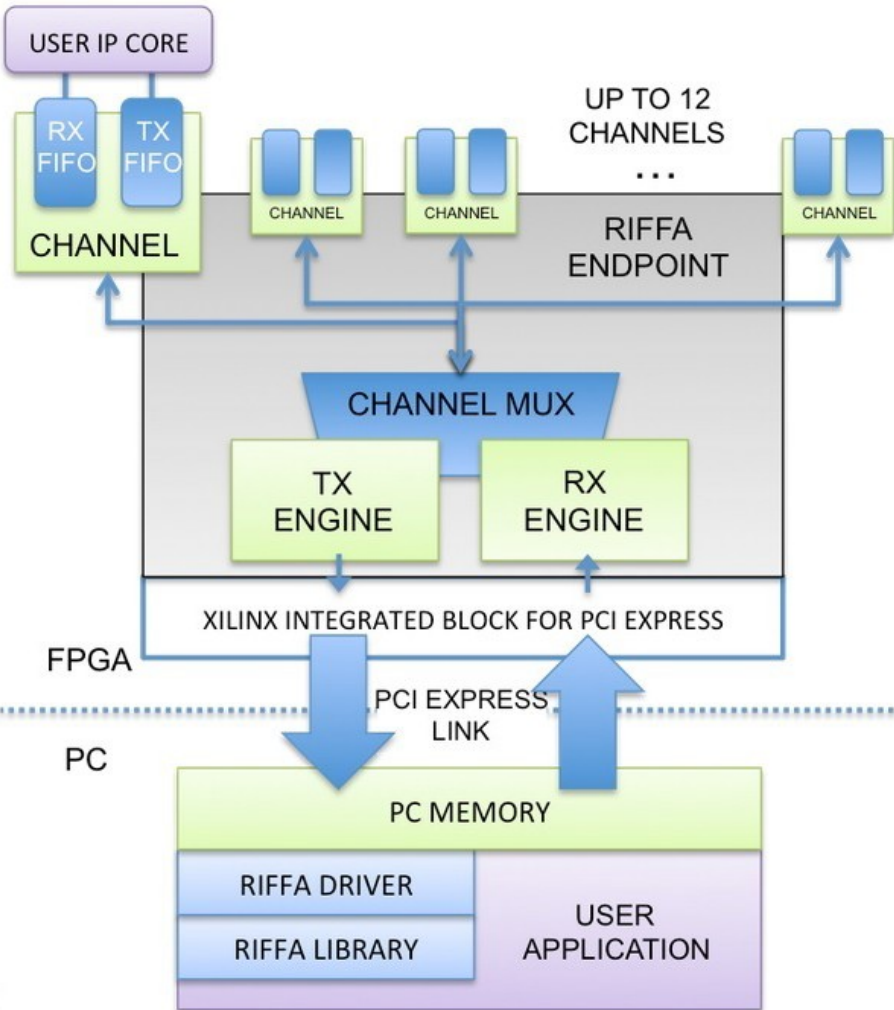 USER IP CORE
RX
FIFO
TX
FIFO
CHANNEL
CHANNEL
CHANNEL
UP TO 12
CHANNELS
...
CHANNEL
RIFFA
ENDPOINT
CHANNEL MUX
TX
ENGINE
RX
ENGINE
XILINX INTEGRATED BLOCK FOR PCI EXPRESS
FPGA
PCI EXPRESS
LINK
PC
PC MEMORY
RIFFA DRIVER
RIFFA LIBRARY
USER
APPLICATION